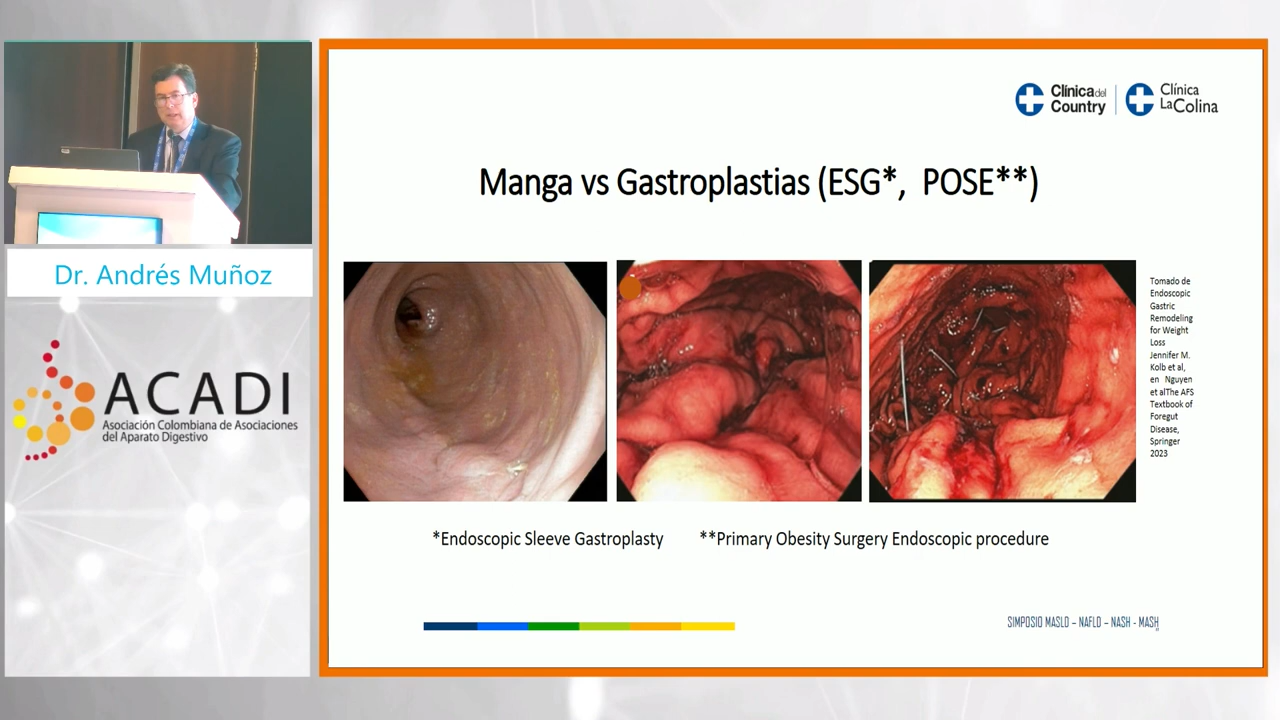 Clínica del
Country
Clínica
La Colina
Manga vs Gastroplastias (ESG*, POSE**)
Dr. Andrés Muñoz
ACADI
Asociación Colombiana de Asociaciones
del Aparato Digestivo
Tomado de
Endoscopic
Gastric
Remodeling
for Weight
Loss
Jennifer M.
Kolb et al,
en Nguyen
et alThe AFS
Textbook of
Foregut
Disease,
Springer
2023
*Endoscopic Sleeve Gastroplasty **Primary Obesity Surgery Endoscopic procedure
SIMPOSIO MASLD – NAFLD – NASH - MASH